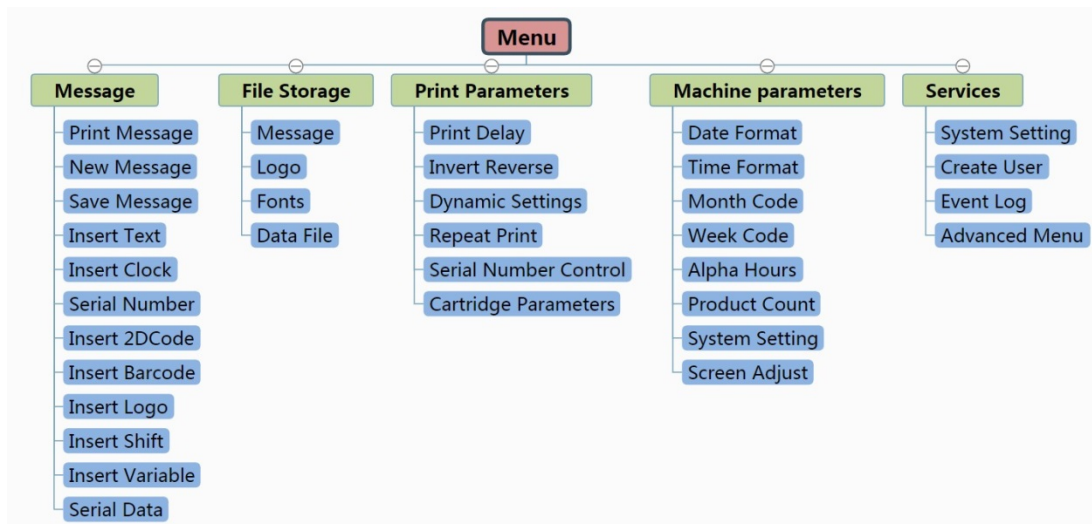 Menu
Message
Print Message
New Message
Save Message
Insert Text
Insert Clock
Serial Number
Insert 2DCode
Insert Barcode
Insert Logo
Insert Shift
Insert Variable
Serial Data
File Storage
Message
Logo
Fonts
Data File
Print Parameters
Print Delay
Invert Reverse
Dynamic Settings
Repeat Print
Serial Number Control
Cartridge Parameters
Machine parameters
Date Format
Time Format
Month Code
Week Code
Alpha Hours
Product Count
System Setting
Screen Adjust
Services
System Setting
Create User
Event Log
Advanced Menu